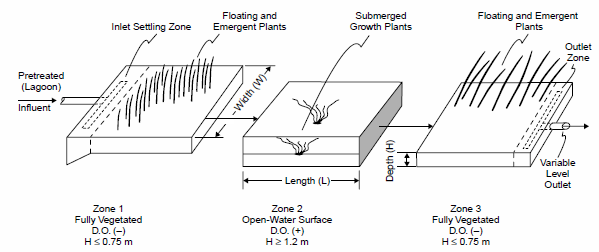 Inlet Settling Zone
Floating and
Emergent Plants
Submerged
Growth Plants
Floating and Emergent
Plants
Outlet
Zone
Pretreated
(Lagoon)
Influent
Width (W)
Length (L)
Depth (H)
Variable
Level
Outlet
Zone 1
Fully Vegetated
D.O. (–)
H ≤ 0.75 m
Zone 2
Open-Water Surface
D.O. (+)
H ≥ 1.2 m
Zone 3
Fully Vegetated
D.O. (–)
H ≤ 0.75 m